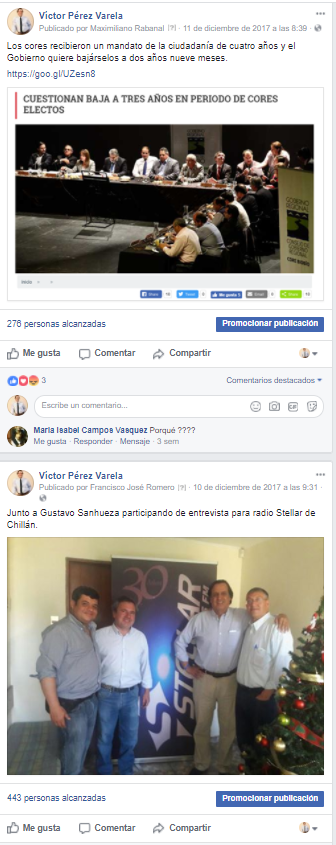 Víctor Pérez Varela
Publicado por Maximiliano Rabanal [?] · 11 de diciembre de 2017 a las 8:39 ·
Los cores recibieron un mandato de la ciudadanía de cuatro años y el
Gobierno quiere bajárselos a dos años nueve meses.
https://goo.gl/UZesn8
CUESTIONAN BAJA A TRES AÑOS EN PERIODO DE CORES
ELECTOS
GOBIERNO
REGIONAL
276 personas alcanzadas
Promocionar publicación
Me gusta Comentar Compartir
3
Comentarios destacados
Escribe un comentario...
GIF
Maria Isabel Campos Vasquez Porqué ????
Me gusta · Responder · Mensaje · 3 sem
Víctor Pérez Varela
Publicado por Francisco José Romero [?] · 10 de diciembre de 2017 a las 9:31 ·
Junto a Gustavo Sanhueza participando de entrevista para radio Stellar de
Chillán.
30
443 personas alcanzadas
Promocionar publicación
Me gusta Comentar Compartir